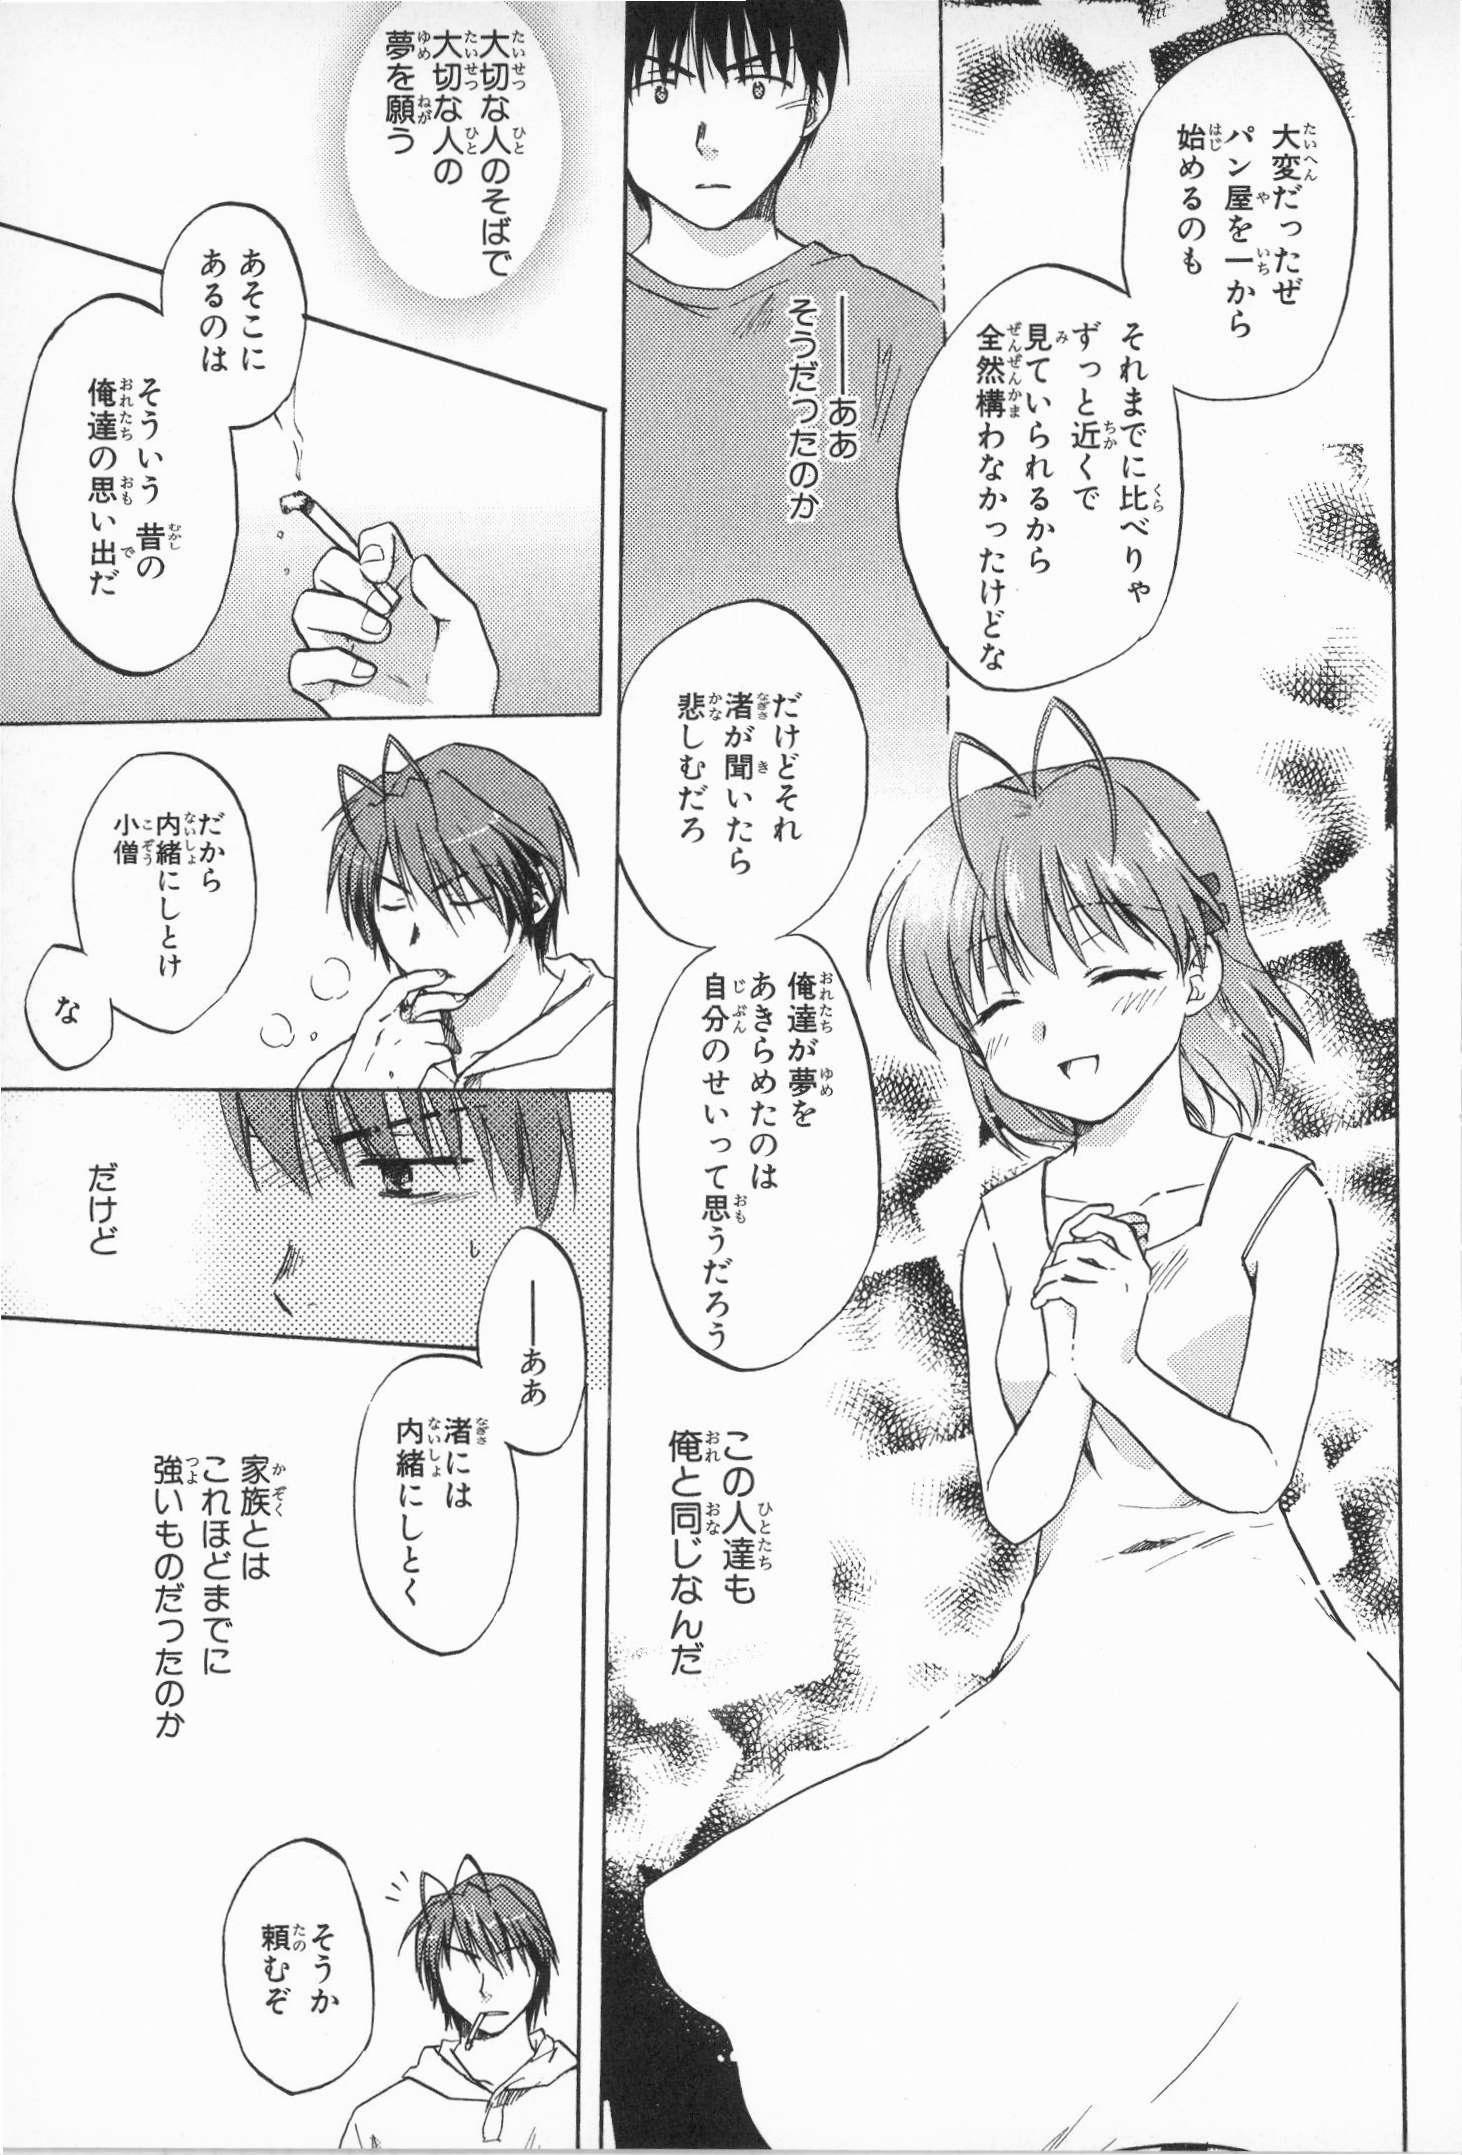 大変だったぜ
パン屋を一から
始めるのも
それまでに比べりゃ
ずっと近くで
見ていられるから
全然構わなかったけどな
――ああ
そうだったのか
だけどそれ
渚が聞いたら
悲しむだろ
俺達が夢を
あきらめたのは
自分のせいって思うだろう
この人達も
俺と同じなんだ
大切な人のそばで
大切な人の
夢を願う
あそこに
あるのは
そういう昔の
俺達の思い出だ
だから
内緒にしとけ
小僧
な
だけど
――ああ
渚には
内緒にしとく
家族とは
これほどまでに
強いものだったのか
そうか
頼むぞ